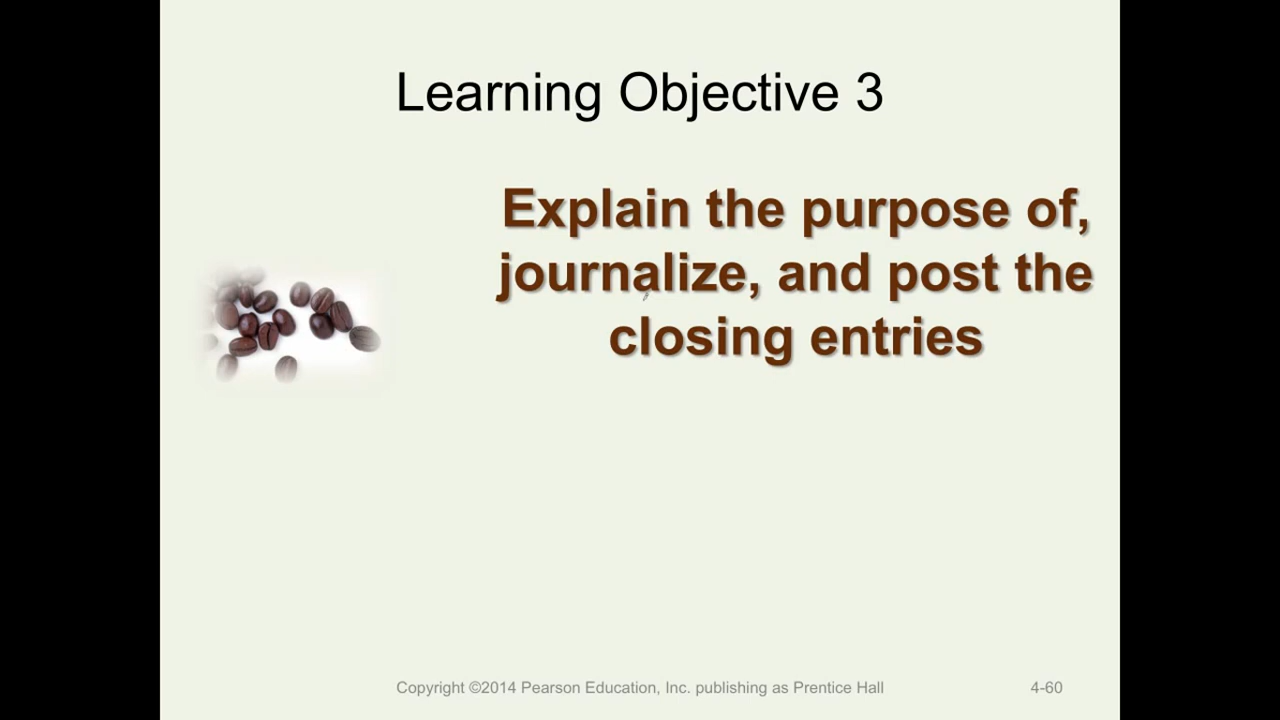 Learning Objective 3
Explain the purpose of,
journalize, and post the
closing entries
Copyright ©2014 Pearson Education, Inc. publishing as Prentice Hall
4-60